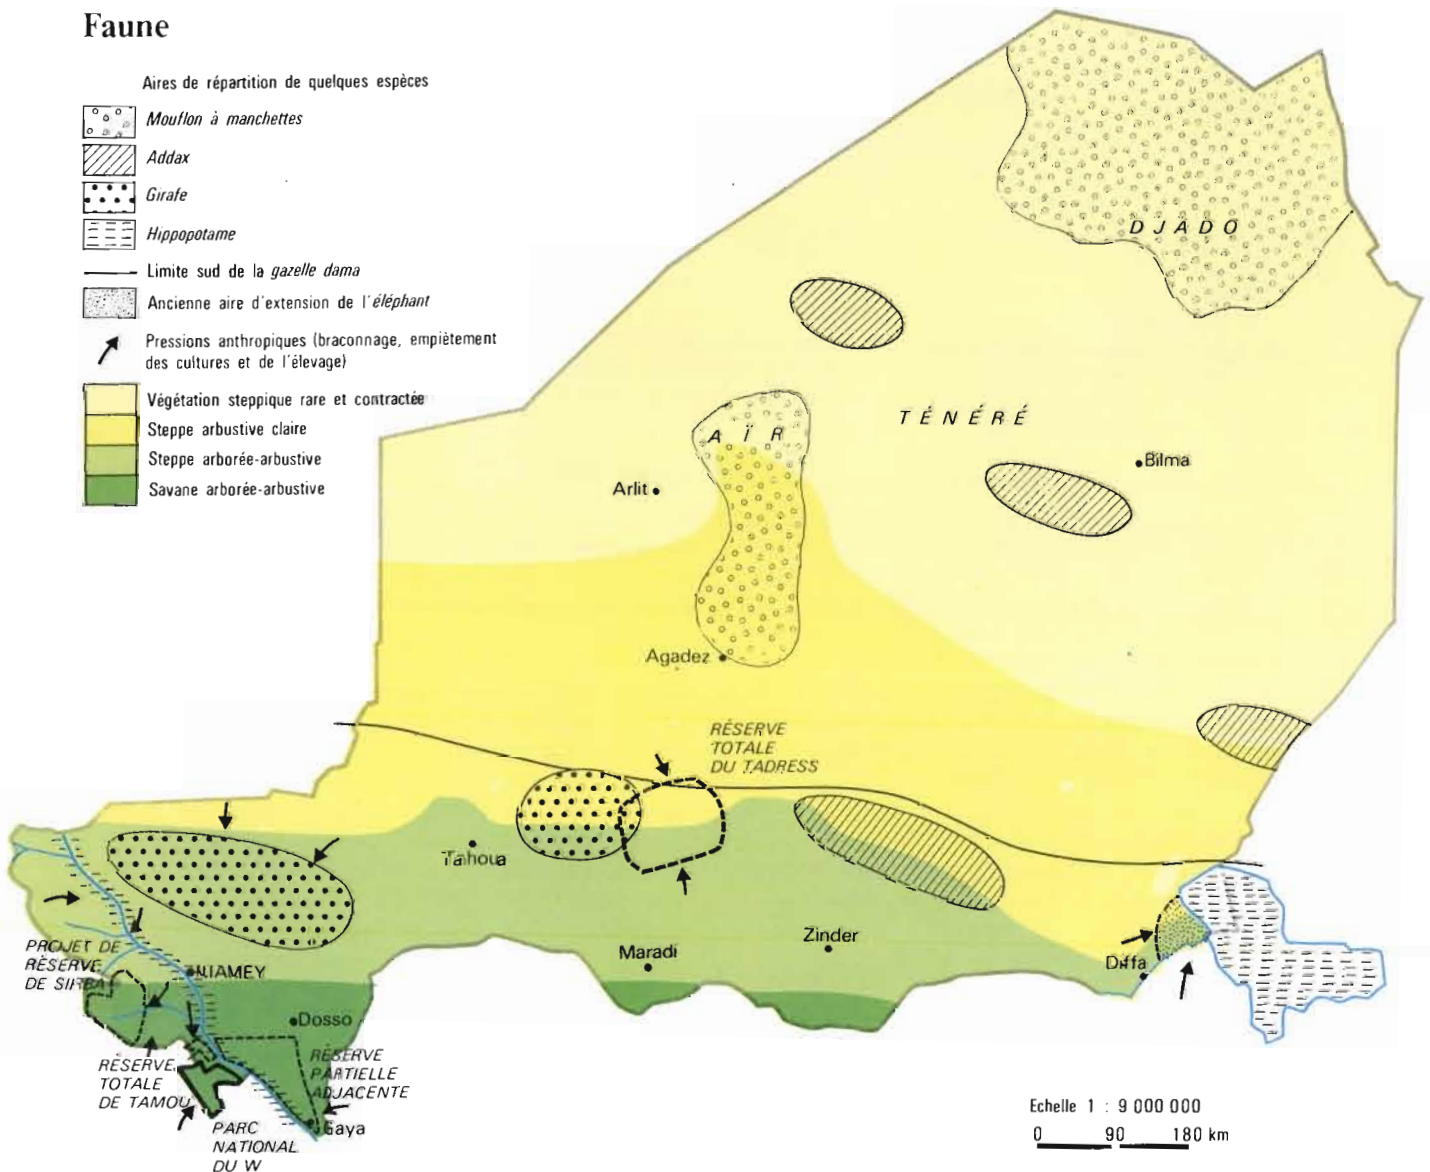 Faune
Aires de répartition de quelques espèces
Mouflon à manchettes
Addax
Girafe
Hippopotame
Limite sud de la gazelle dama
Ancienne aire d'extension de l'éléphant
Pressions anthropiques (braconnage, empiètement
des cultures et de l'élevage)
Végétation steppique rare et contractée
Steppe arbustive claire
Steppe arborée-arbustive
Savane arborée-arbustive
DJADO
TÉNÉRÉ
AÏR
Bilma
Arlit
Agadez
RÉSERVE
TOTALE
DU TADRESS
Tahoua
Maradi
Zinder
Diffa
PROJET DE
RÉSERVE
DE SIRBA
NIAMEY
Dosso
RÉSERVE
TOTALE
DE TAMOU
RÉSERVE
PARTIELLE
ADJACENTE
Gaya
PARC
NATIONAL
DU W
Echelle 1 : 9 000 000
0 90 180 km